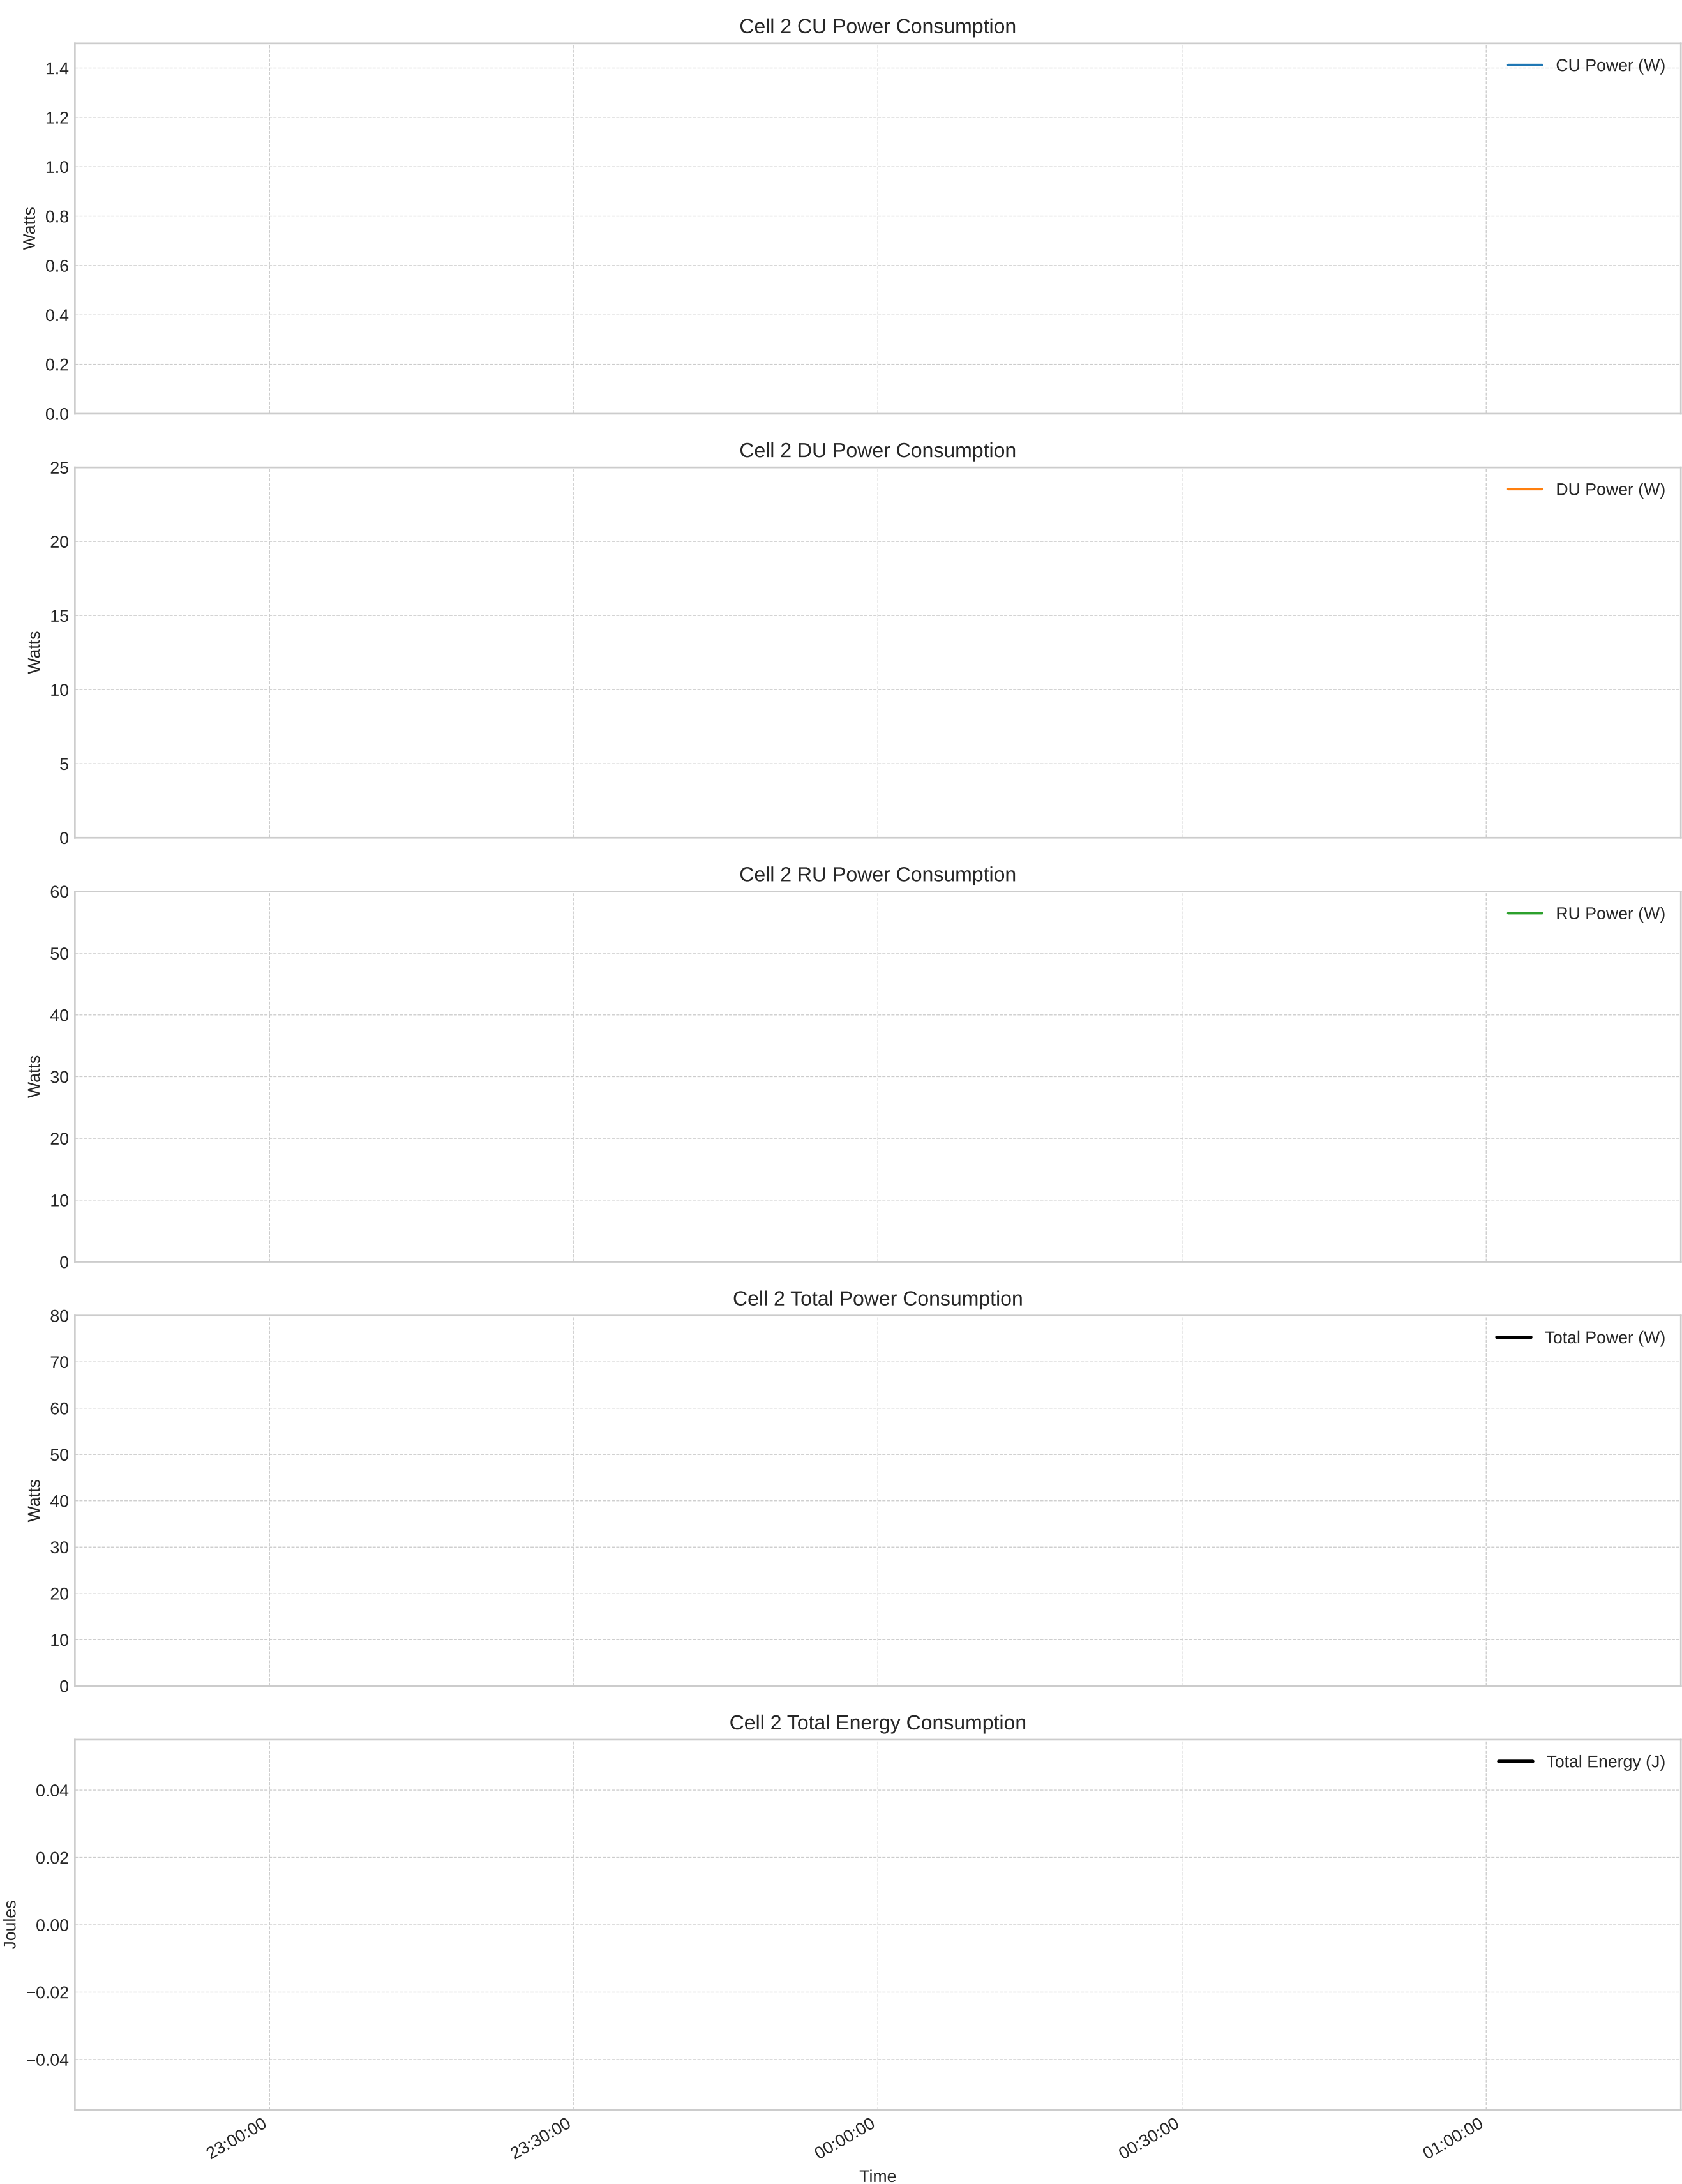 Cell 2 CU Power Consumption
CU Power (W)
Watts
1.4
1.2
1.0
0.8
0.6
0.4
0.2
0.0
Cell 2 DU Power Consumption
DU Power (W)
Watts
25
20
15
10
5
0
Cell 2 RU Power Consumption
RU Power (W)
Watts
60
50
40
30
20
10
0
Cell 2 Total Power Consumption
Total Power (W)
Watts
80
70
60
50
40
30
20
10
0
Cell 2 Total Energy Consumption
Total Energy (J)
Joules
0.04
0.02
0.00
−0.02
−0.04
23:00:00
23:30:00
00:00:00
00:30:00
01:00:00
Time